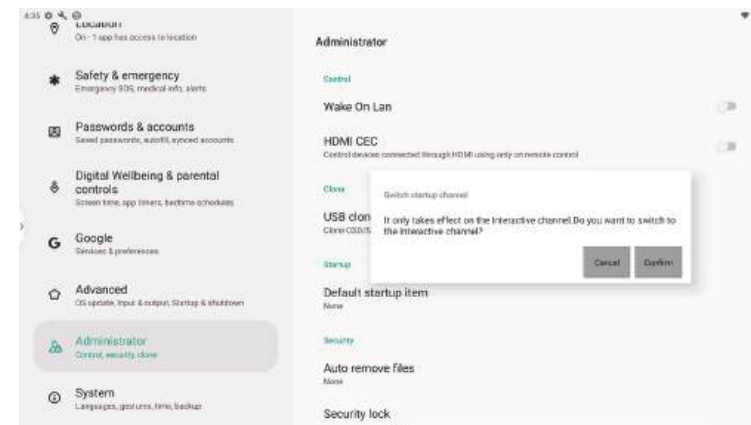 4:35
Location
On - 1 app has access to location
Safety & emergency
Emergency SOS, medical info, alerts
Passwords & accounts
Saved passwords, autofill, synced accounts
Digital Wellbeing & parental
controls
Screen time, app timers, bedtime schedules
Google
Services & preferences
Advanced
OS update, Input & output, Startup & shutdown
Administrator
Control, security, clone
System
Languages, gestures, time, backup
Administrator
Control
Wake On Lan
HDMI CEC
Control devices connected through HDMI using only on remote control
Clone
USB clon
Clone OSD/S
Switch startup channel
It only takes effect on the Interactive channel.Do you want to switch to
the Interactive channel?
Cancel Confirm
Startup
Default startup item
None
Security
Auto remove files
None
Security lock